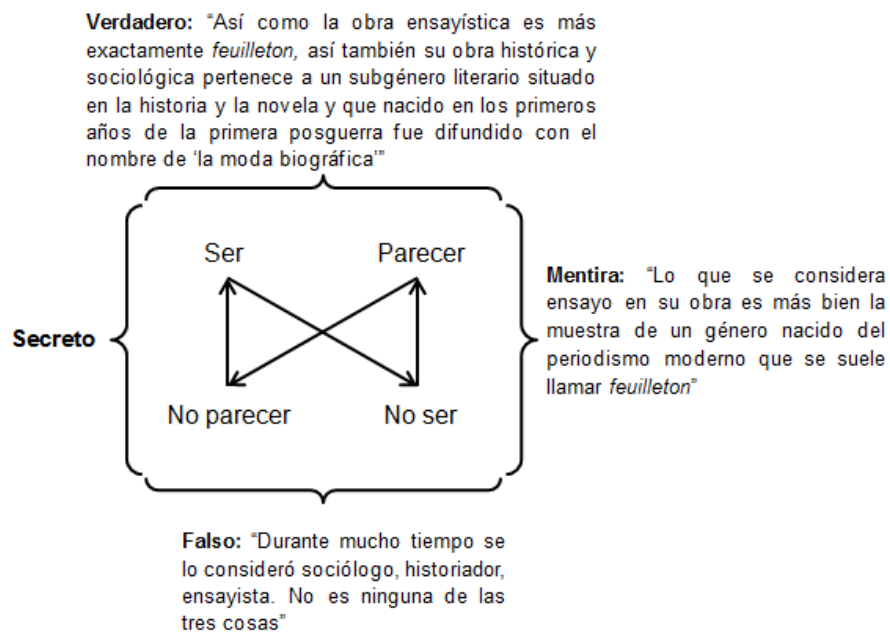 Verdadero: "Así como la obra ensayística es más
exactamente feuilleton, así también su obra histórica y
sociológica pertenece a un subgénero literario situado
en la historia y la novela y que nacido en los primeros
años de la primera posguerra fue difundido con el
nombre de 'la moda biográfica'"
Ser
Parecer
Secreto
Mentira: "Lo que se considera
ensayo en su obra es más bien la
muestra de un género nacido del
periodismo moderno que se suele
llamar feuilleton"
No parecer
No ser
Falso: "Durante mucho tiempo se
lo consideró sociólogo, historiador,
ensayista. No es ninguna de las
tres cosas"